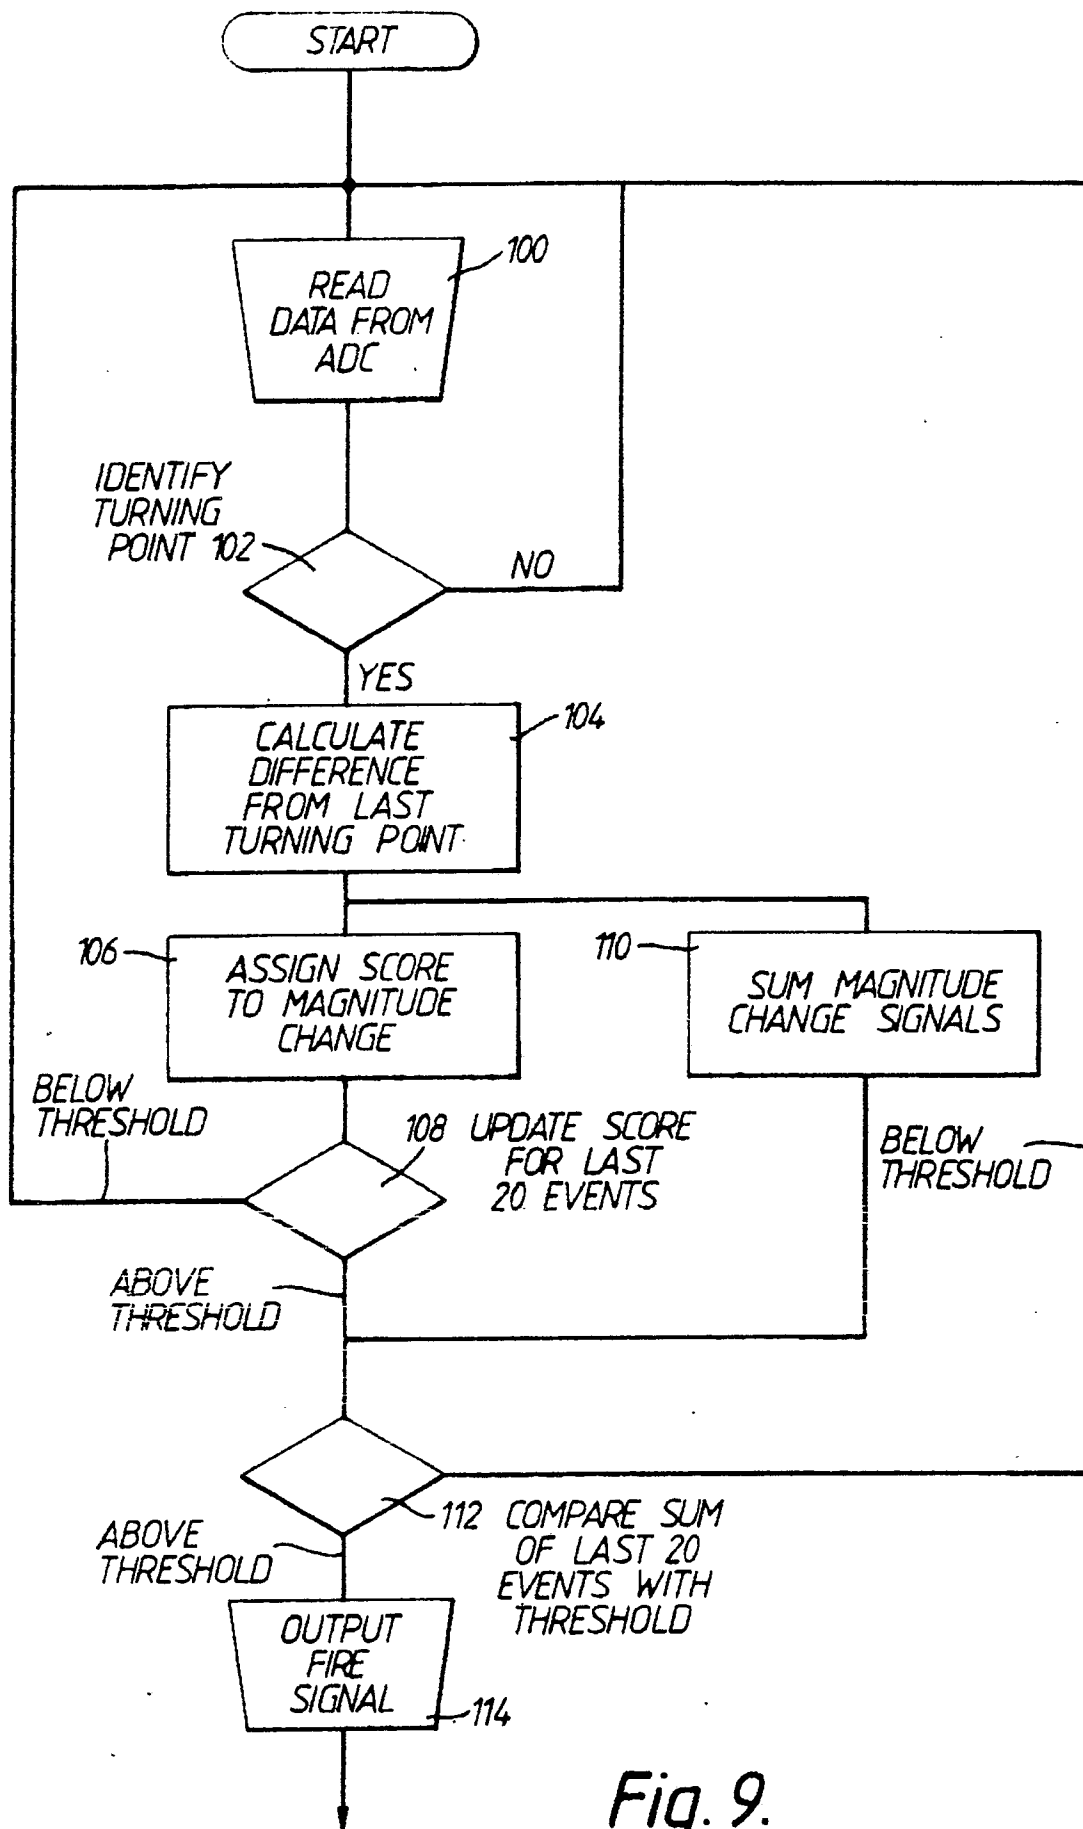 START
100
READ
DATA FROM
ADC
IDENTIFY
TURNING
POINT 102
NO
YES
104
CALCULATE
DIFFERENCE
FROM LAST
TURNING POINT
106
ASSIGN SCORE
TO MAGNITUDE
CHANGE
110
SUM MAGNITUDE
CHANGE SIGNALS
BELOW
THRESHOLD
108 UPDATE SCORE
FOR LAST
20 EVENTS
BELOW
THRESHOLD
ABOVE
THRESHOLD
112 COMPARE SUM
OF LAST 20
EVENTS WITH
THRESHOLD
ABOVE
THRESHOLD
OUTPUT
FIRE
SIGNAL
114
Fig. 9.